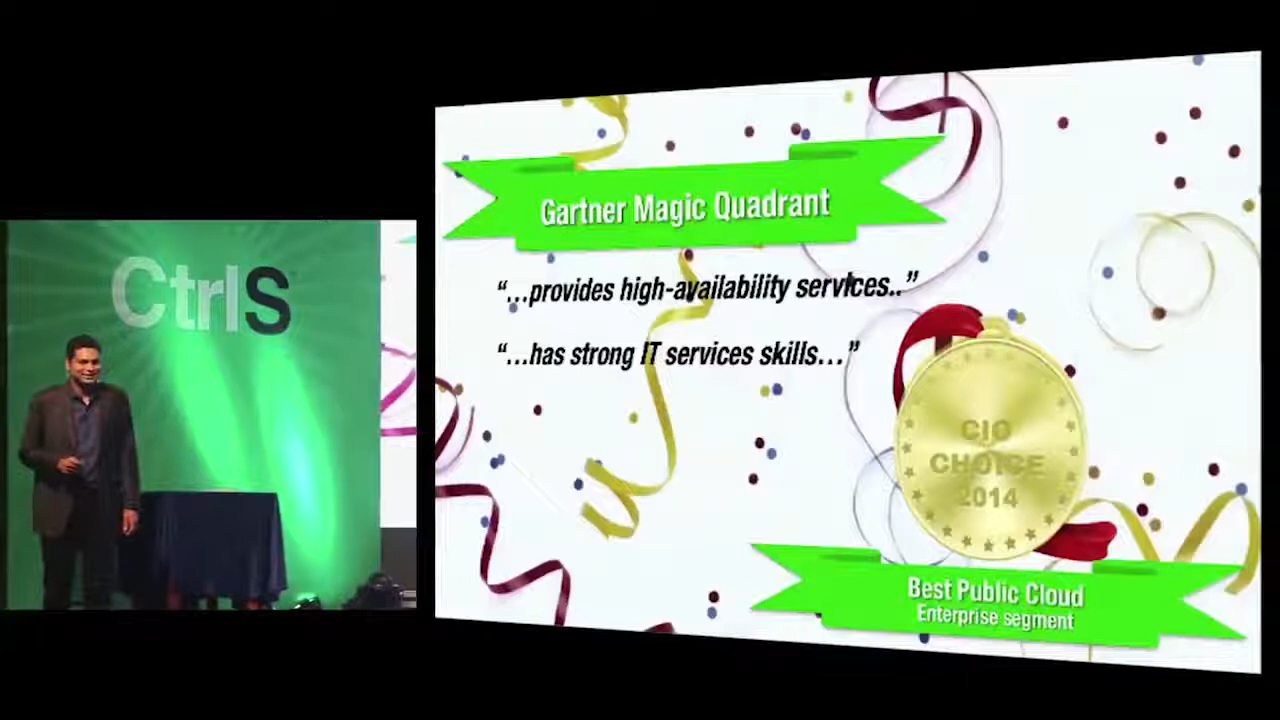 CtrlS
Gartner Magic Quadrant
“...provides high-availability services..”
“...has strong IT services skills...”
CIO
CHOICE
2014
Best Public Cloud
Enterprise segment